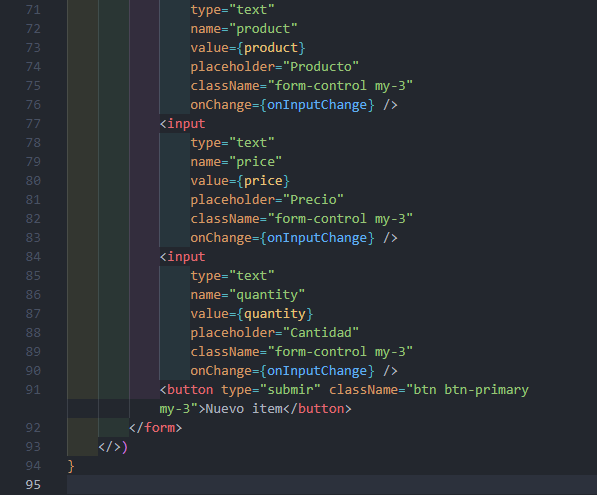 71 type="text"
72 name="product"
73 value={product}
74 placeholder="Producto"
75 className="form-control my-3"
76 onChange={onInputChange} />
77 <input
78 type="text"
79 name="price"
80 value={price}
81 placeholder="Precio"
82 className="form-control my-3"
83 onChange={onInputChange} />
84 <input
85 type="text"
86 name="quantity"
87 value={quantity}
88 placeholder="Cantidad"
89 className="form-control my-3"
90 onChange={onInputChange} />
91 <button type="submir" className="btn btn-primary
my-3">Nuevo item</button>
92 </form>
93 </>)
94 }
95